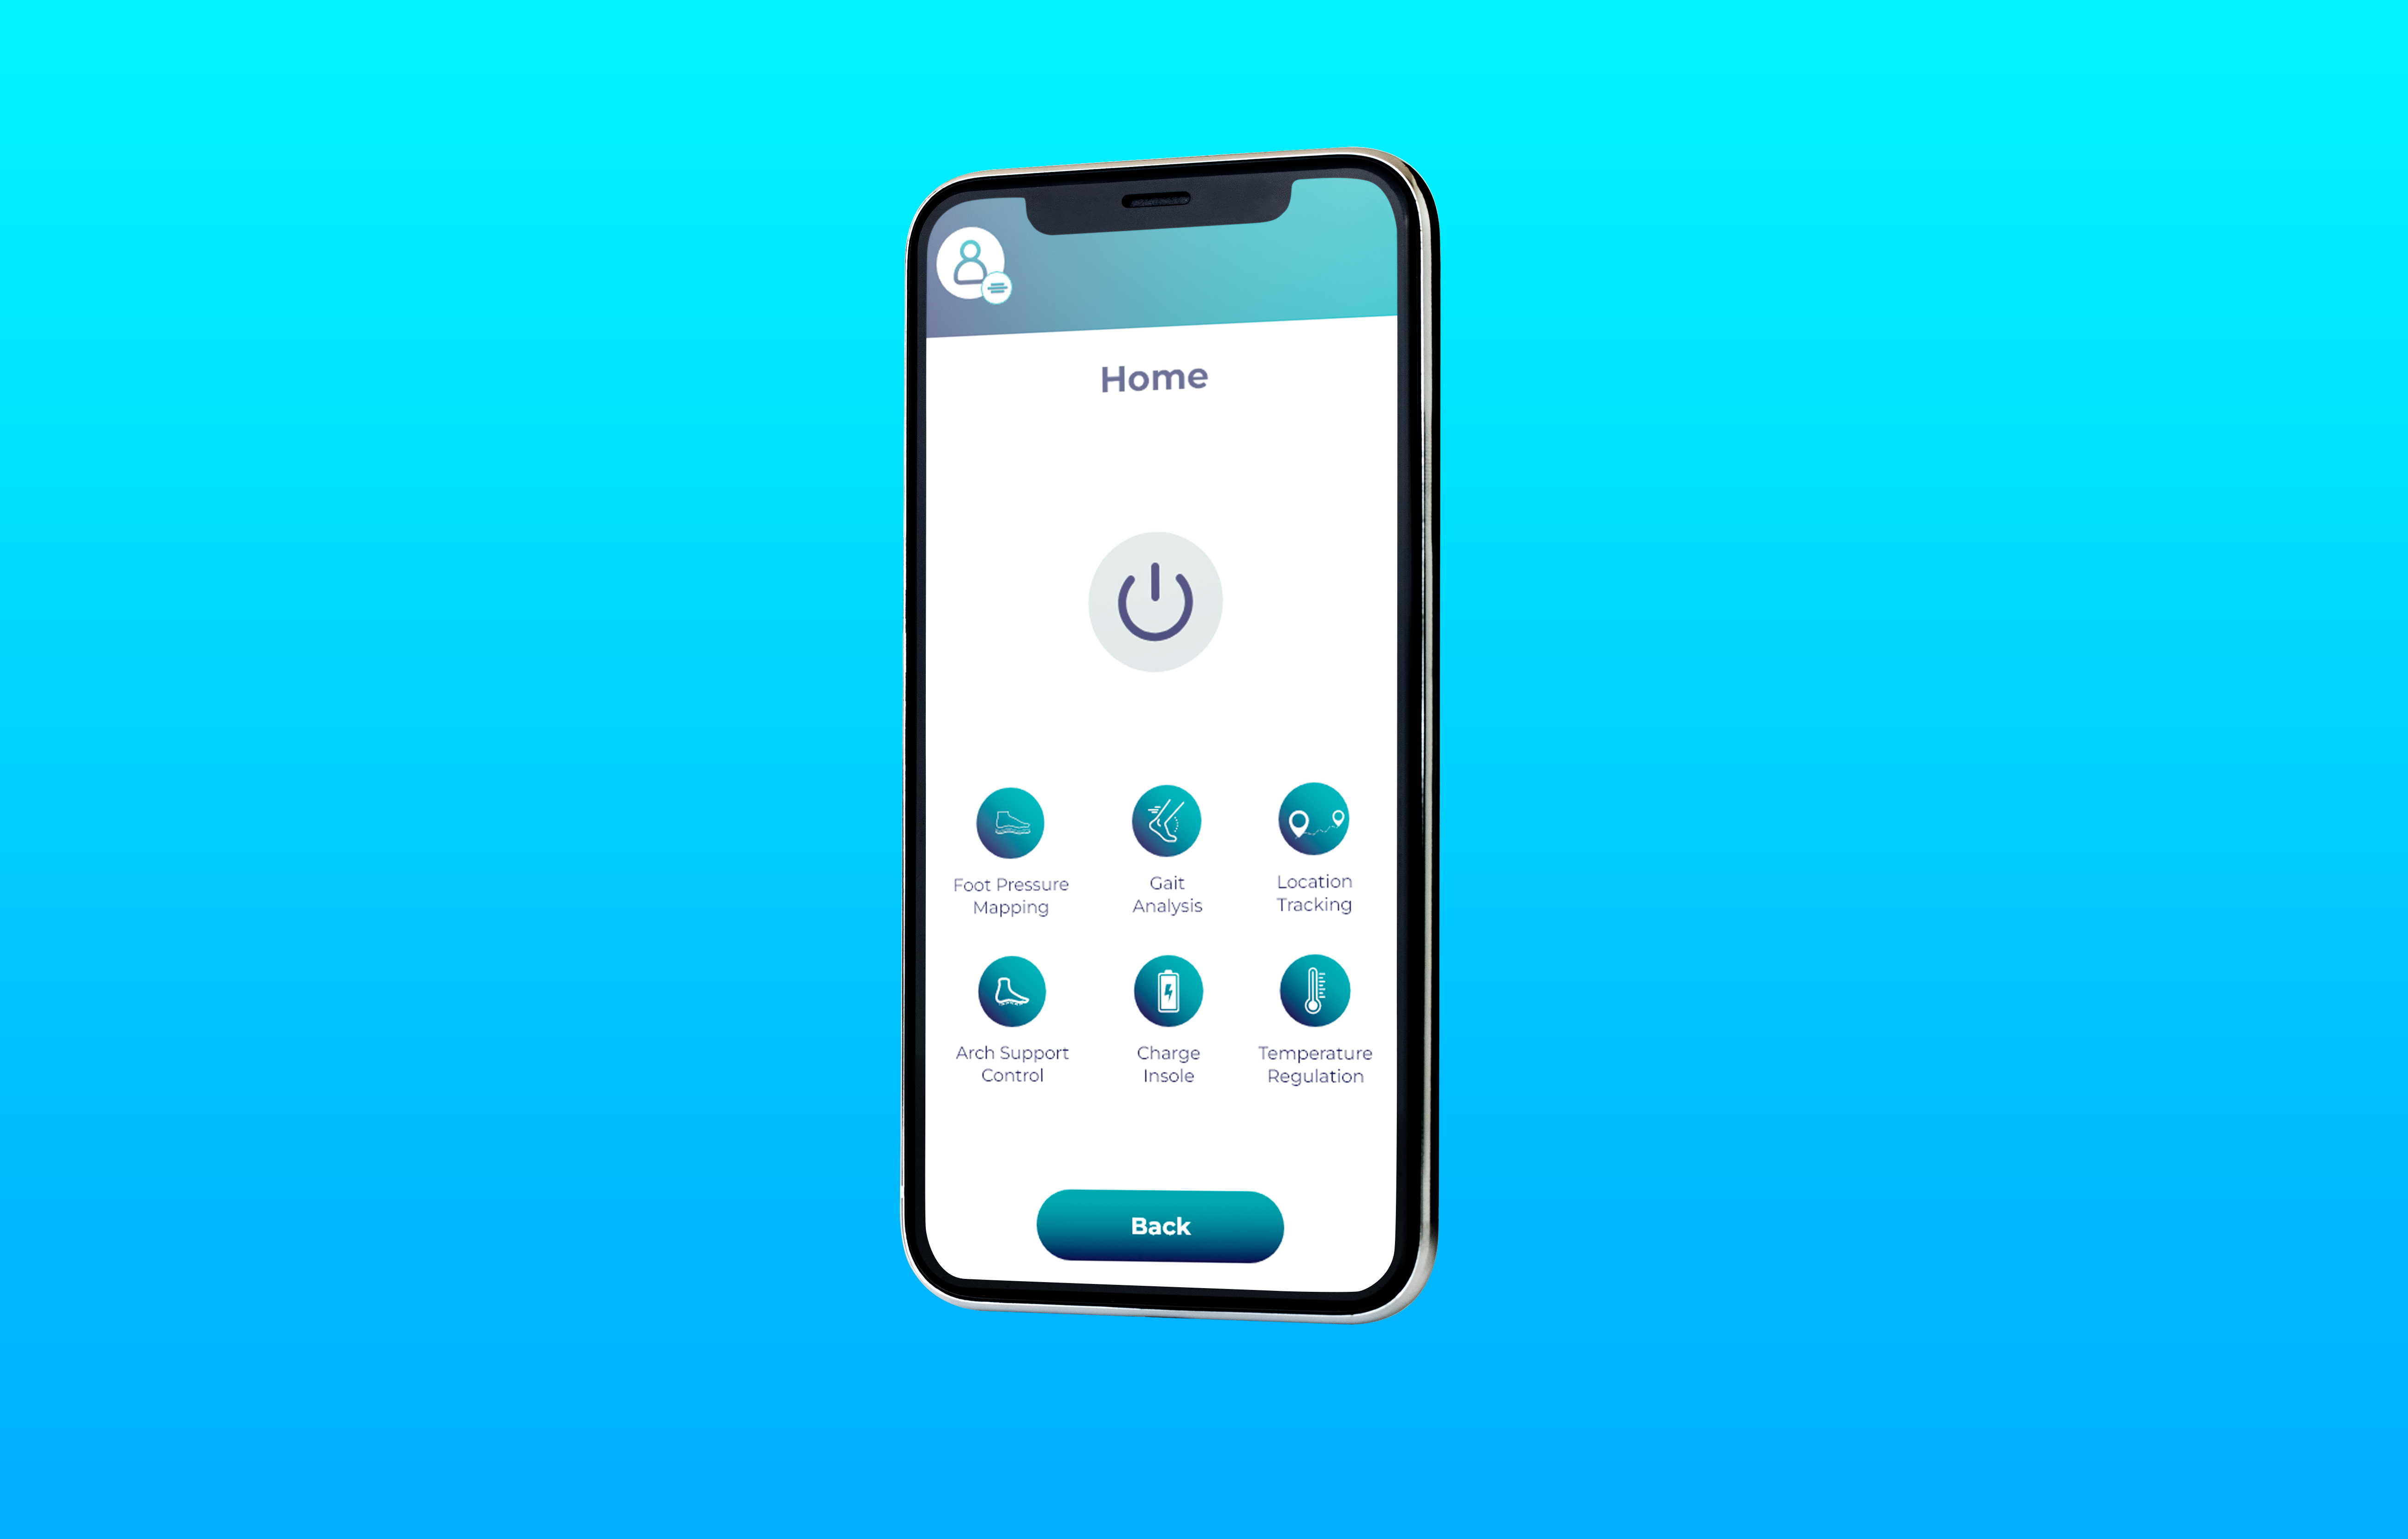 Home
Foot Pressure
Mapping
Gait
Analysis
Location
Tracking
Arch Support
Control
Charge
Insole
Temperature
Regulation
Back